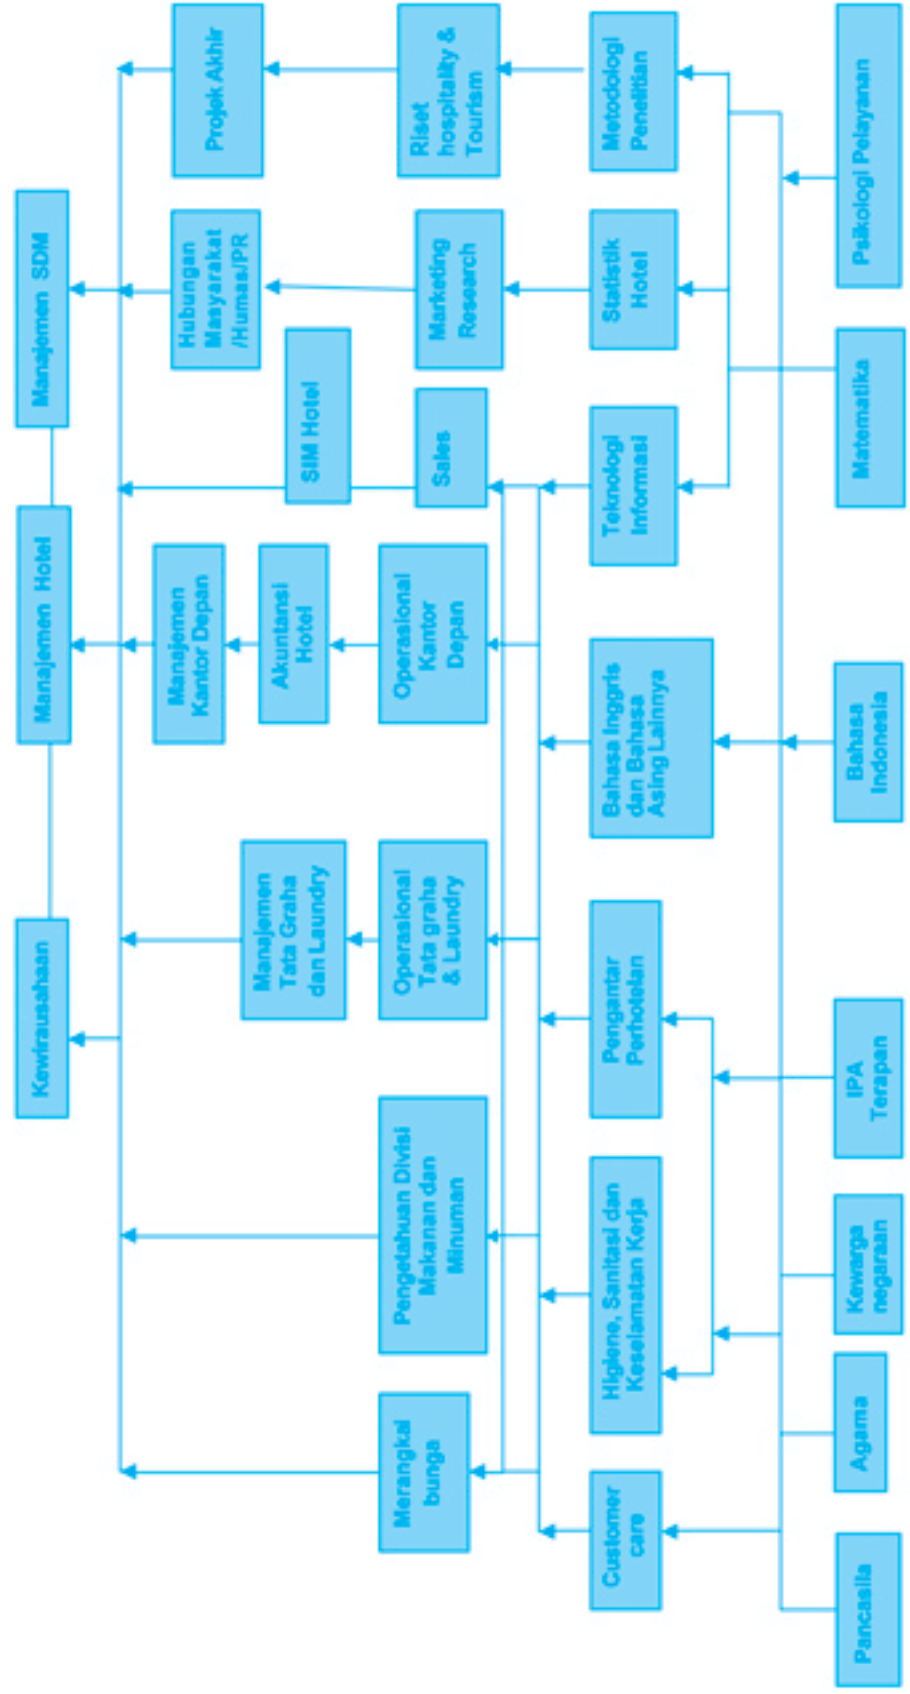 Kewirausahaan
Manajemen Hotel
Manajemen SDM
Manajemen
Kantor Depan
Hubungan
Masyarakat
/Humas/PR
Projek Akhir
Manajemen
Tata Graha
dan Laundry
Akuntansi
Hotel
SIM Hotel
Merangkai
bunga
Pengetahuan Divisi
Makanan dan
Minuman
Operasional
Tata graha
& Laundry
Operasional
Kantor
Depan
Sales
Marketing
Research
Riset
hospitality &
Tourism
Customer
care
Higiene, Sanitasi dan
Keselamatan Kerja
Pengantar
Perhotelan
Bahasa Inggris
dan Bahasa
Asing Lainnya
Teknologi
Informasi
Statistik
Hotel
Metodologi
Penelitian
Pancasila
Agama
Kewarga
negaraan
IPA
Terapan
Bahasa
Indonesia
Matematika
Psikologi Pelayanan